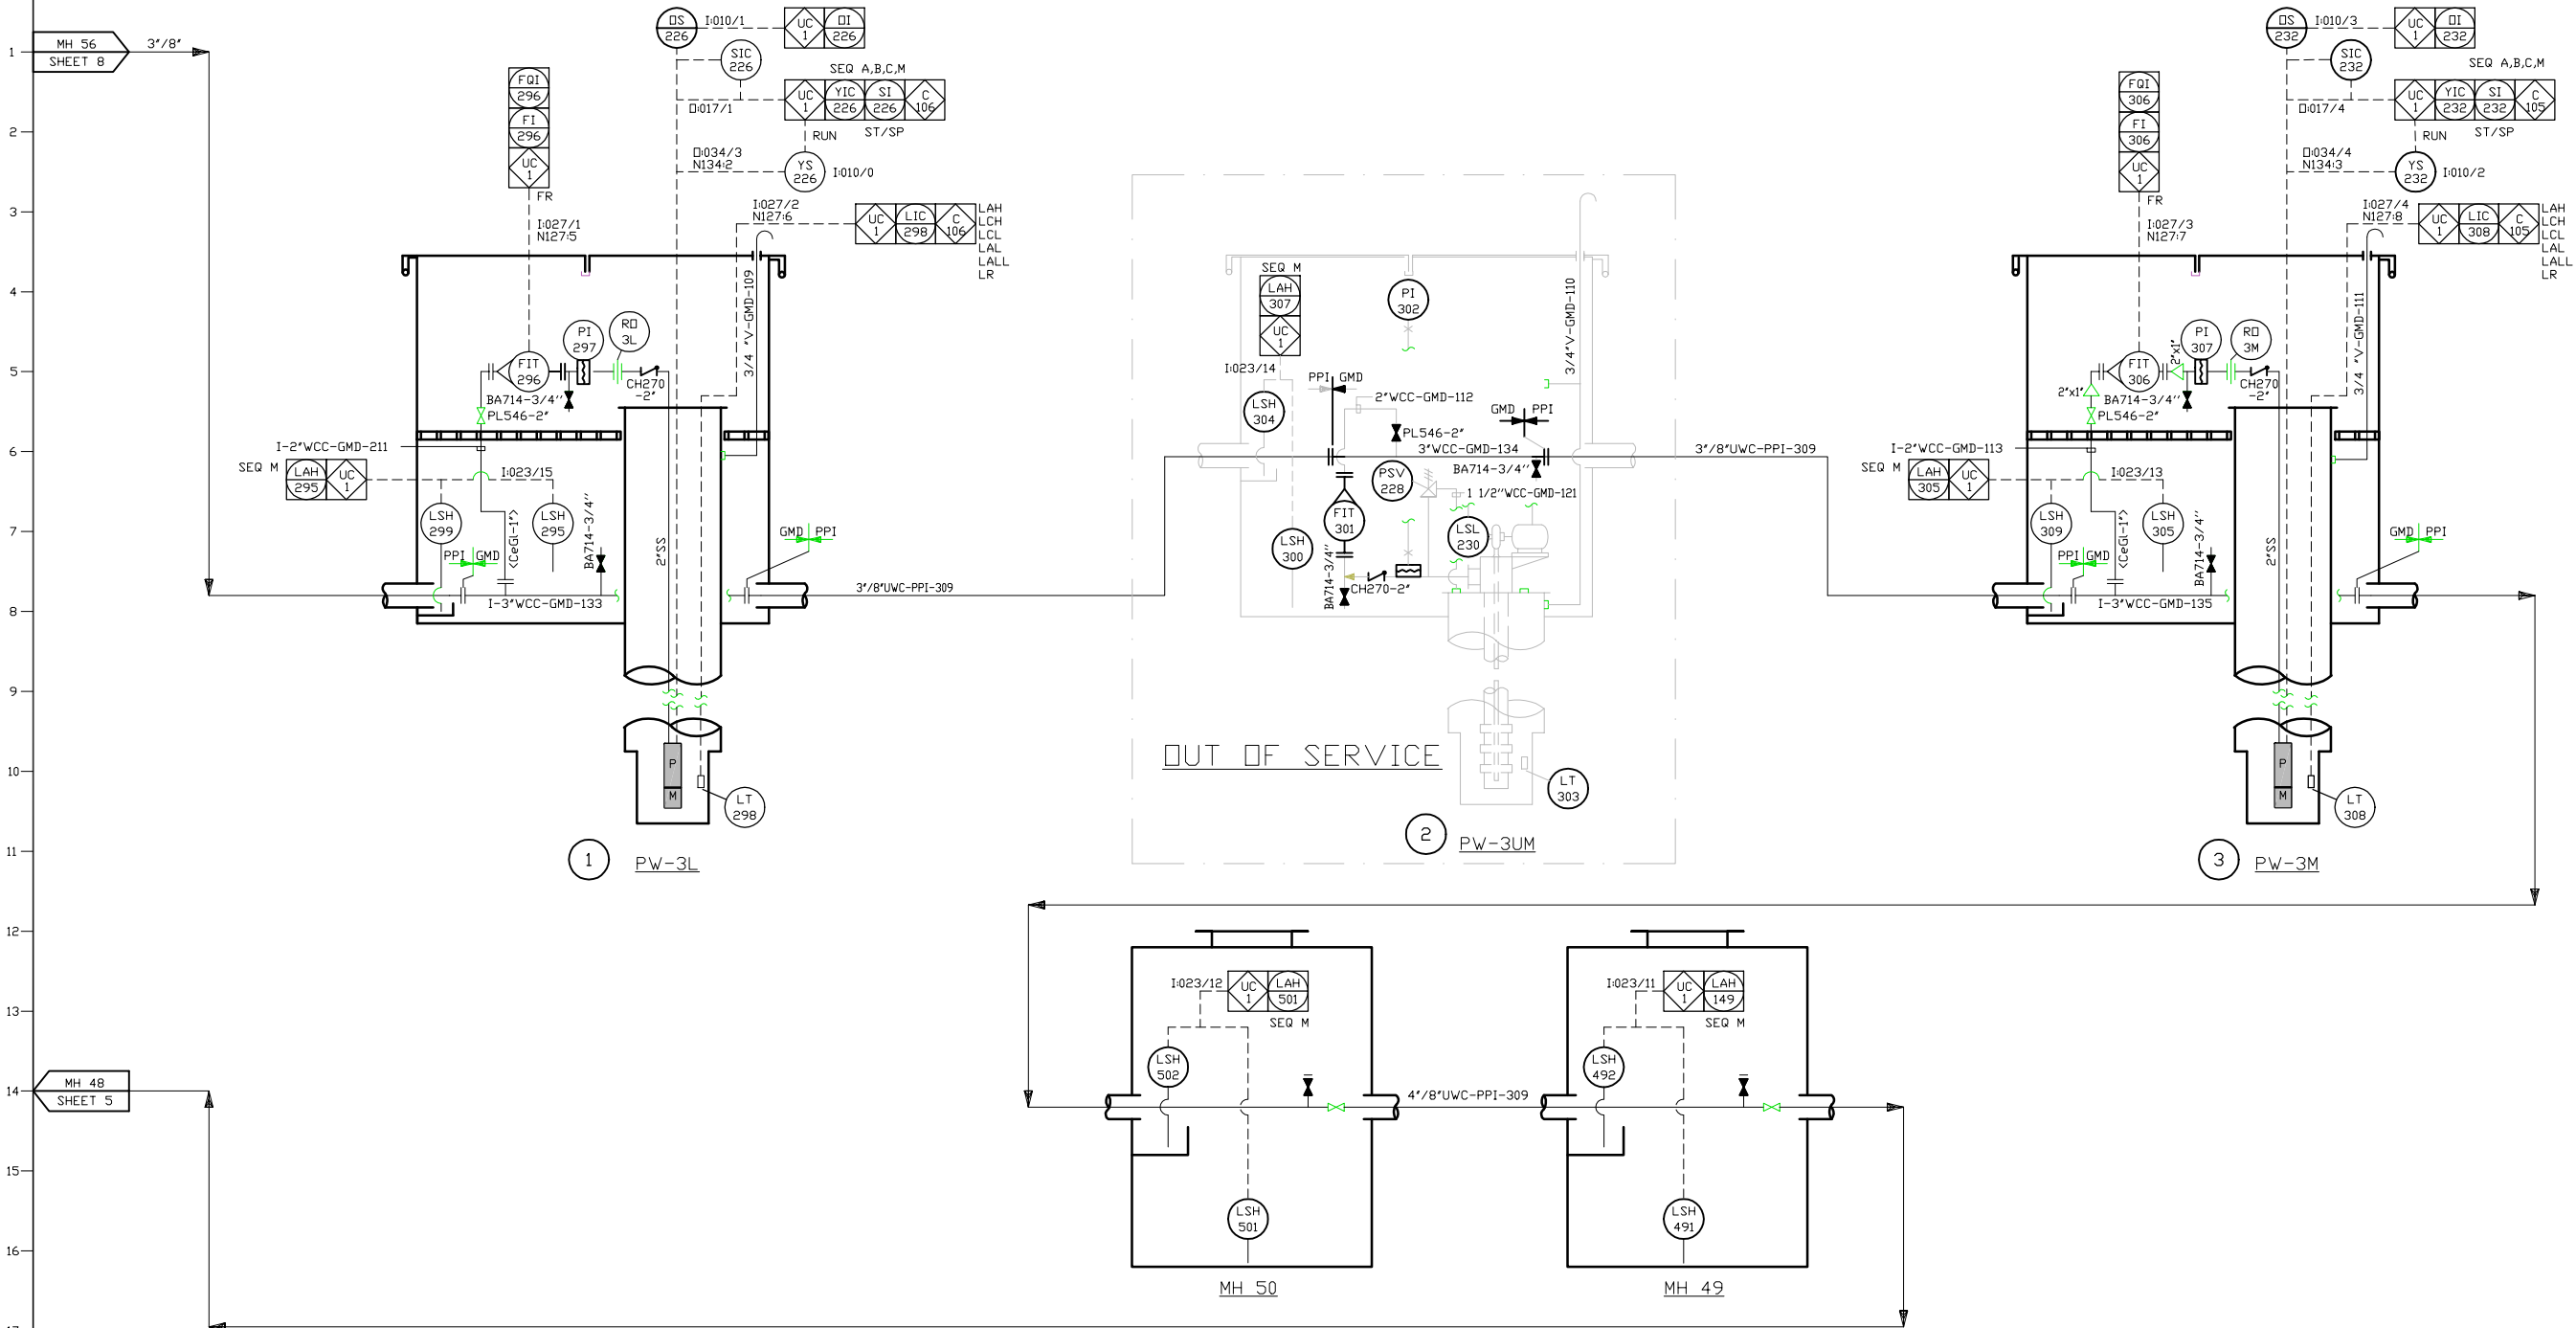 MH 56
SHEET 8
3"/8"
1
2
3
4
5
6
7
8
9
10
11
12
13
14
15
16
FQI
296
FI
296
UC
1
FR
I:027/1
N127:5
OS
226
I:010/1
UC
1
OI
226
SIC
226
SEQ A,B,C,M
O:017/1
UC
1
YIC
226
SI
226
C
106
RUN
ST/SP
O:034/3
N134:2
YS
226
I:010/0
I:027/2
N127:6
UC
1
LIC
298
C
106
LAH
LCH
LCL
LAL
LALL
LR
3/4 "V-GMD-109
FIT
296
PI
297
RO
3L
CH270
-2"
BA714-3/4"
PL546-2"
I-2"WCC-GMD-211
SEQ M
LAH
295
UC
1
I:023/15
LSH
299
<CeGl-1">
LSH
295
BA714-3/4"
2"SS
GMD PPI
PPI GMD
I-3"WCC-GMD-133
3"/8"UWC-PPI-309
P
M
LT
298
1
PW-3L
SEQ M
LAH
307
UC
1
I:023/14
PI
302
3/4"V-GMD-110
PPI GMD
2"WCC-GMD-112
GMD PPI
LSH
304
PL546-2"
3"WCC-GMD-134
BA714-3/4"
3"/8"UWC-PPI-309
PSV
228
1 1/2"WCC-GMD-121
FIT
301
LSL
230
LSH
300
BA714-3/4"
CH270-2"
OUT OF SERVICE
LT
303
2
PW-3UM
FQI
306
FI
306
UC
1
FR
I:027/3
N127:7
OS
232
I:010/3
UC
1
OI
232
SIC
232
SEQ A,B,C,M
O:017/4
UC
1
YIC
232
SI
232
C
105
RUN
ST/SP
O:034/4
N134:3
YS
232
I:010/2
I:027/4
N127:8
UC
1
LIC
308
C
105
LAH
LCH
LCL
LAL
LALL
LR
3/4 "V-GMD-111
FIT
306
2"x1"
PI
307
RO
3M
CH270
-2"
2"x1"
BA714-3/4"
PL546-2"
I-2"WCC-GMD-113
SEQ M
LAH
305
UC
1
I:023/13
LSH
309
<CeGl-1">
LSH
305
BA714-3/4"
2"SS
GMD PPI
PPI GMD
I-3"WCC-GMD-135
P
M
LT
308
3
PW-3M
I:023/12
UC
1
LAH
501
SEQ M
LSH
502
LSH
501
MH 50
4"/8"UWC-PPI-309
I:023/11
UC
1
LAH
149
SEQ M
LSH
492
LSH
491
MH 49
MH 48
SHEET 5